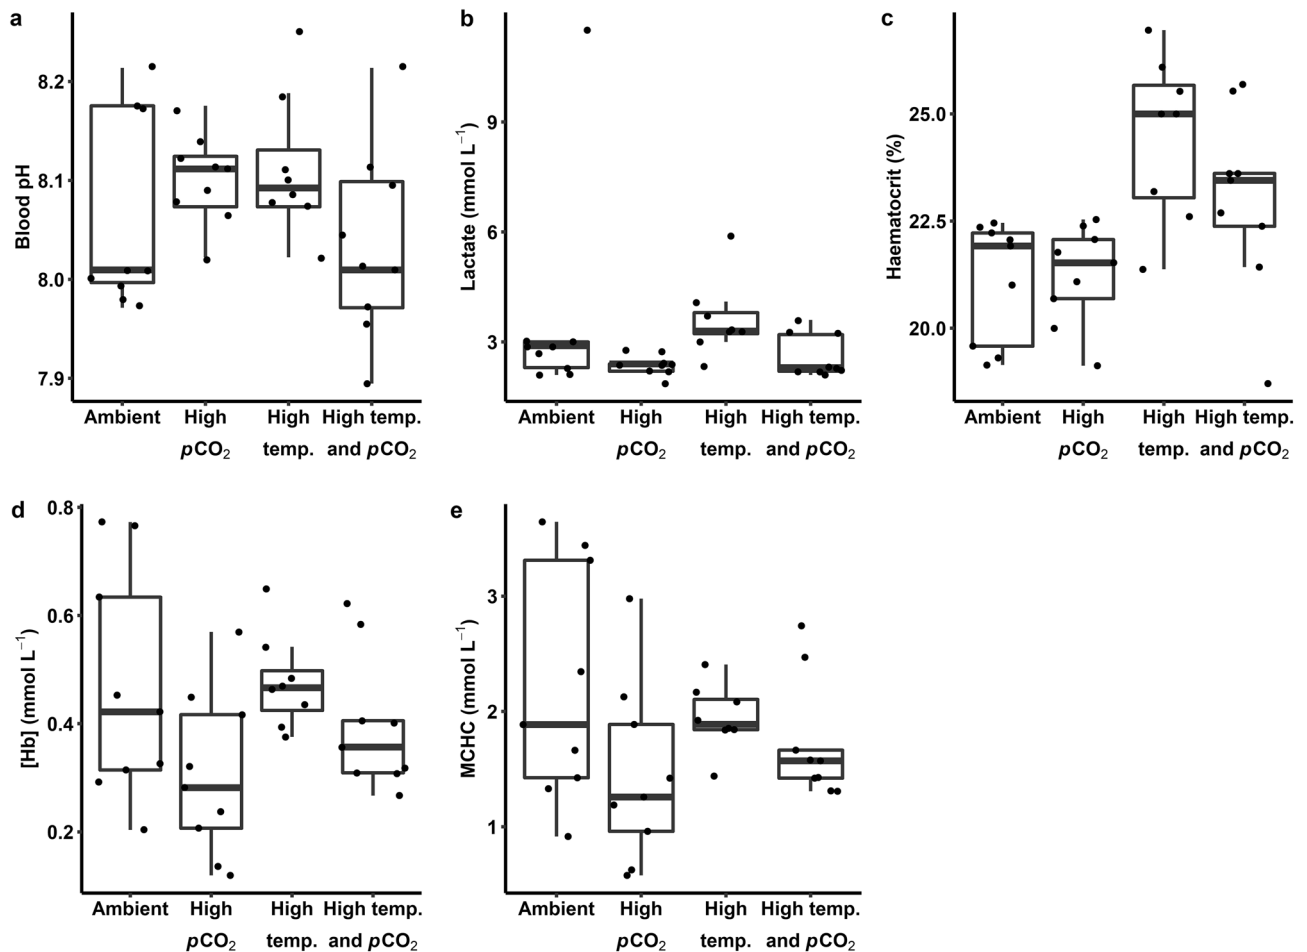 a
Blood pH
8.2
8.1
8.0
7.9
Ambient
High
pCO₂
High
temp.
High temp.
and pCO₂
b
Lactate (mmol L⁻¹)
9
6
3
Ambient
High
pCO₂
High
temp.
High temp.
and pCO₂
c
Haematocrit (%)
25.0
22.5
20.0
Ambient
High
pCO₂
High
temp.
High temp.
and pCO₂
d
[Hb] (mmol L⁻¹)
0.8
0.6
0.4
0.2
Ambient
High
pCO₂
High
temp.
High temp.
and pCO₂
e
MCHC (mmol L⁻¹)
3
2
1
Ambient
High
pCO₂
High
temp.
High temp.
and pCO₂